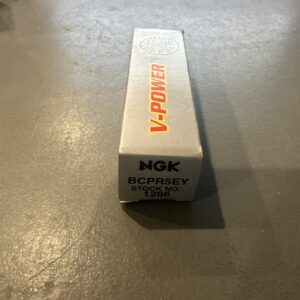 V-POWER
NGK
BCPR5EY
STOCK NO.
1266